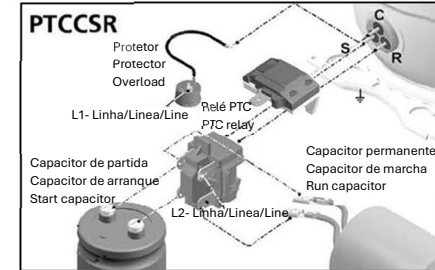 PTCCSR
C
S
R
Protetor
Protector
Overload
L1- Linha/Linea/Line
Relé PTC
PTC relay
Capacitor de partida
Capacitor de arranque
Start capacitor
Capacitor permanente
Capacitor de marcha
Run capacitor
L2- Linha/Linea/Line